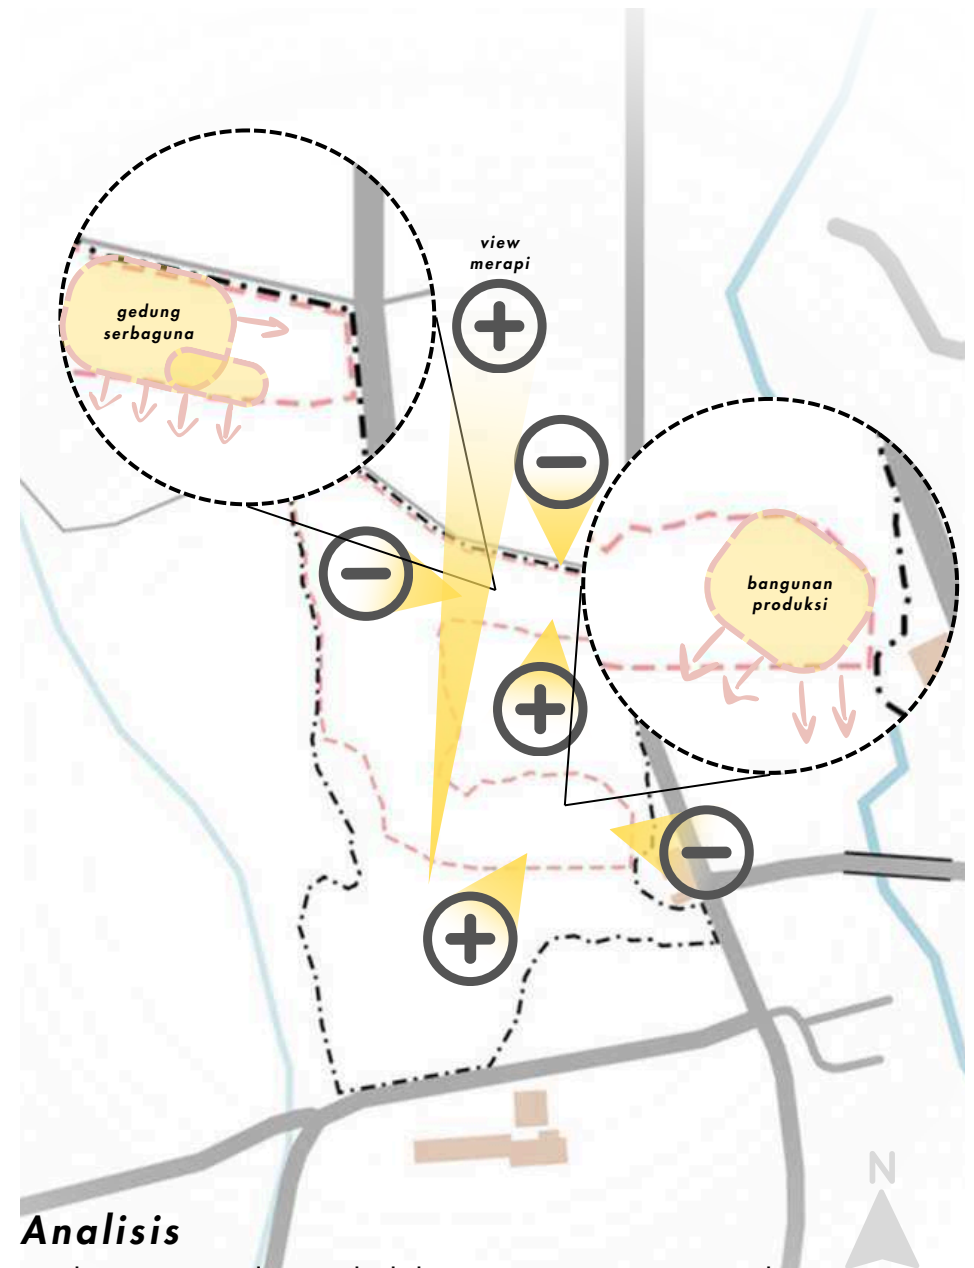 view
merapi
gedung
serbaguna
bangunan
produksi
N
Analisis